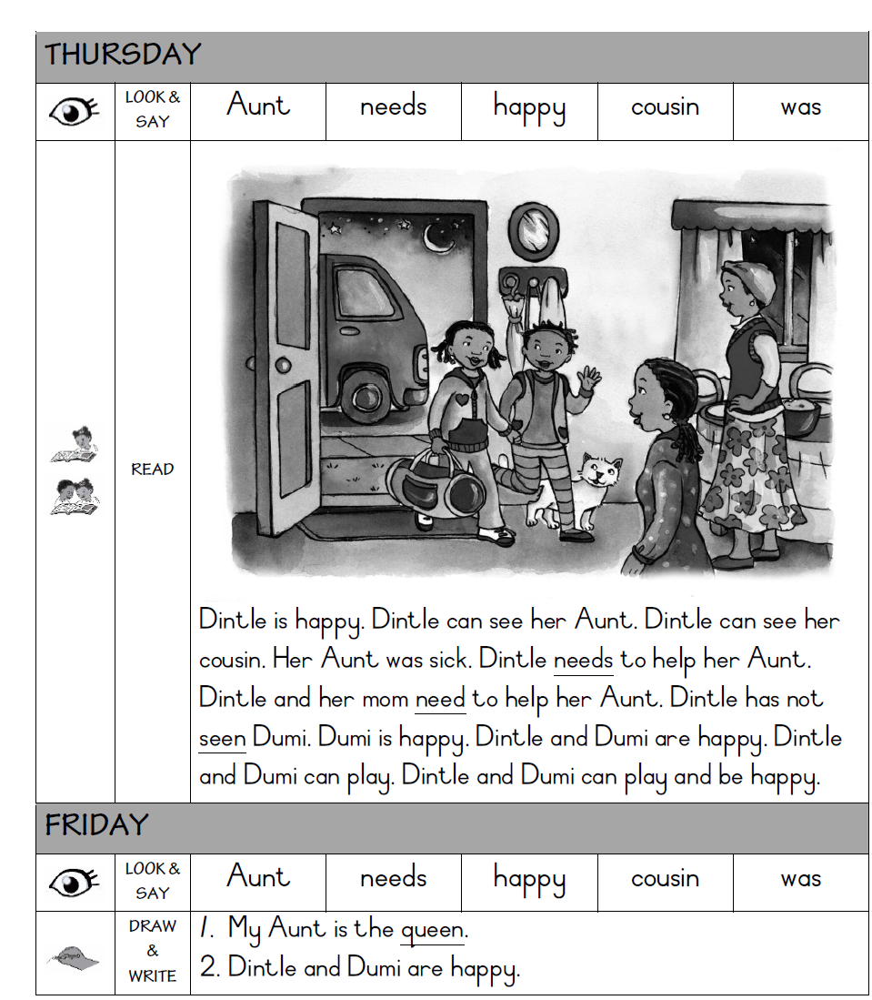 THURSDAY
LOOK &
SAY
Aunt needs happy cousin was
READ
Dintle is happy. Dintle can see her Aunt. Dintle can see her
cousin. Her Aunt was sick. Dintle needs to help her Aunt.
Dintle and her mom need to help her Aunt. Dintle has not
seen Dumi. Dumi is happy. Dintle and Dumi are happy. Dintle
and Dumi can play. Dintle and Dumi can play and be happy.
FRIDAY
LOOK &
SAY
Aunt needs happy cousin was
DRAW
&
WRITE
1. My Aunt is the queen.
2. Dintle and Dumi are happy.